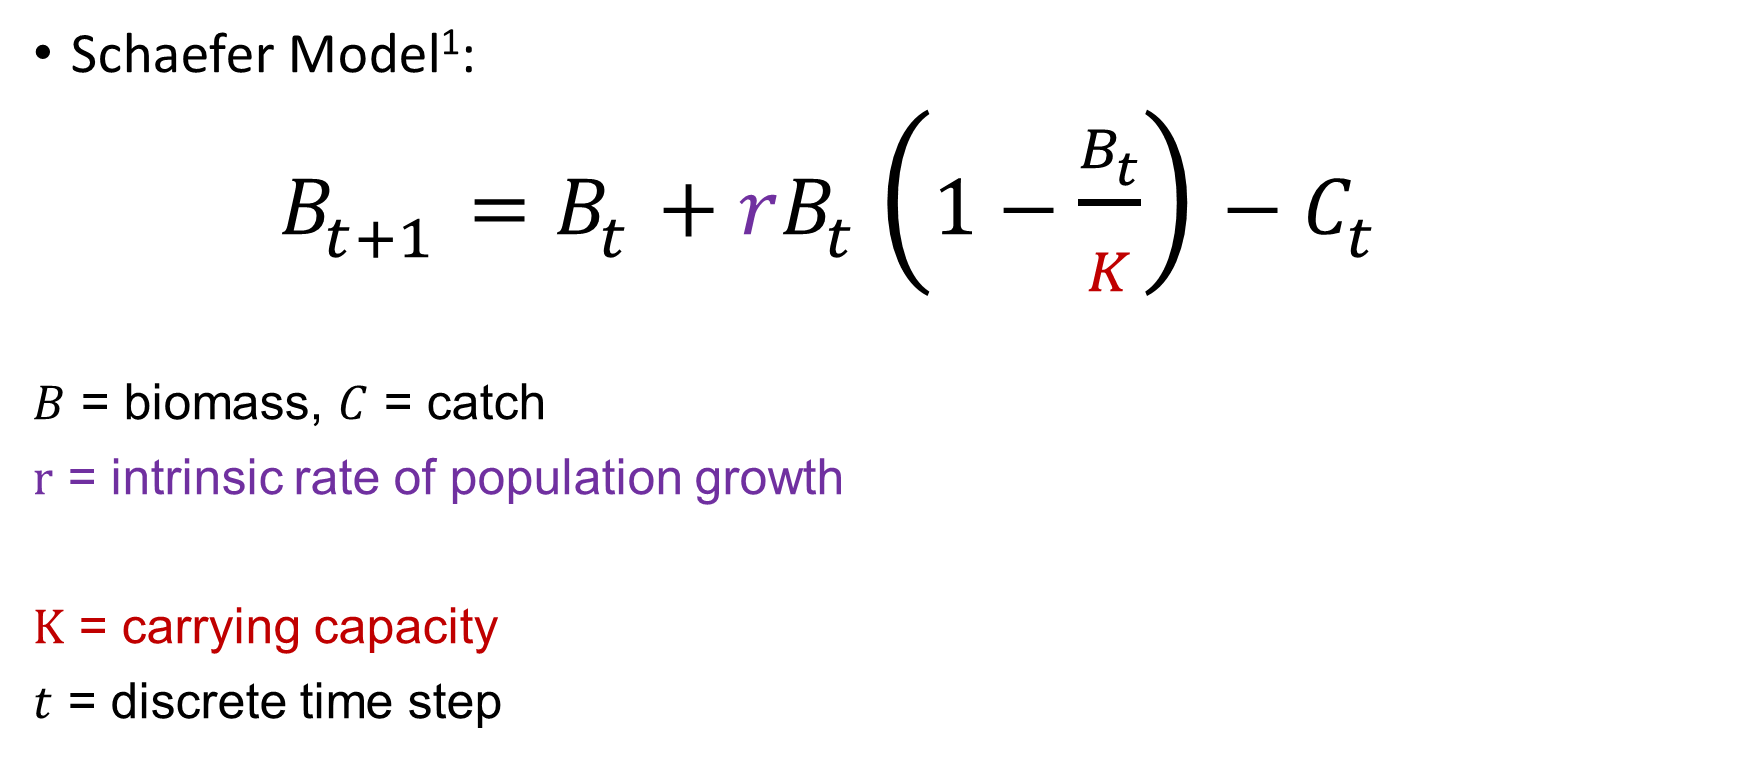 • Schaefer Model¹:
B_{t+1} = B_t + rB_t (1 − B_t/K) − C_t
B = biomass, C = catch
r = intrinsic rate of population growth
K = carrying capacity
t = discrete time step